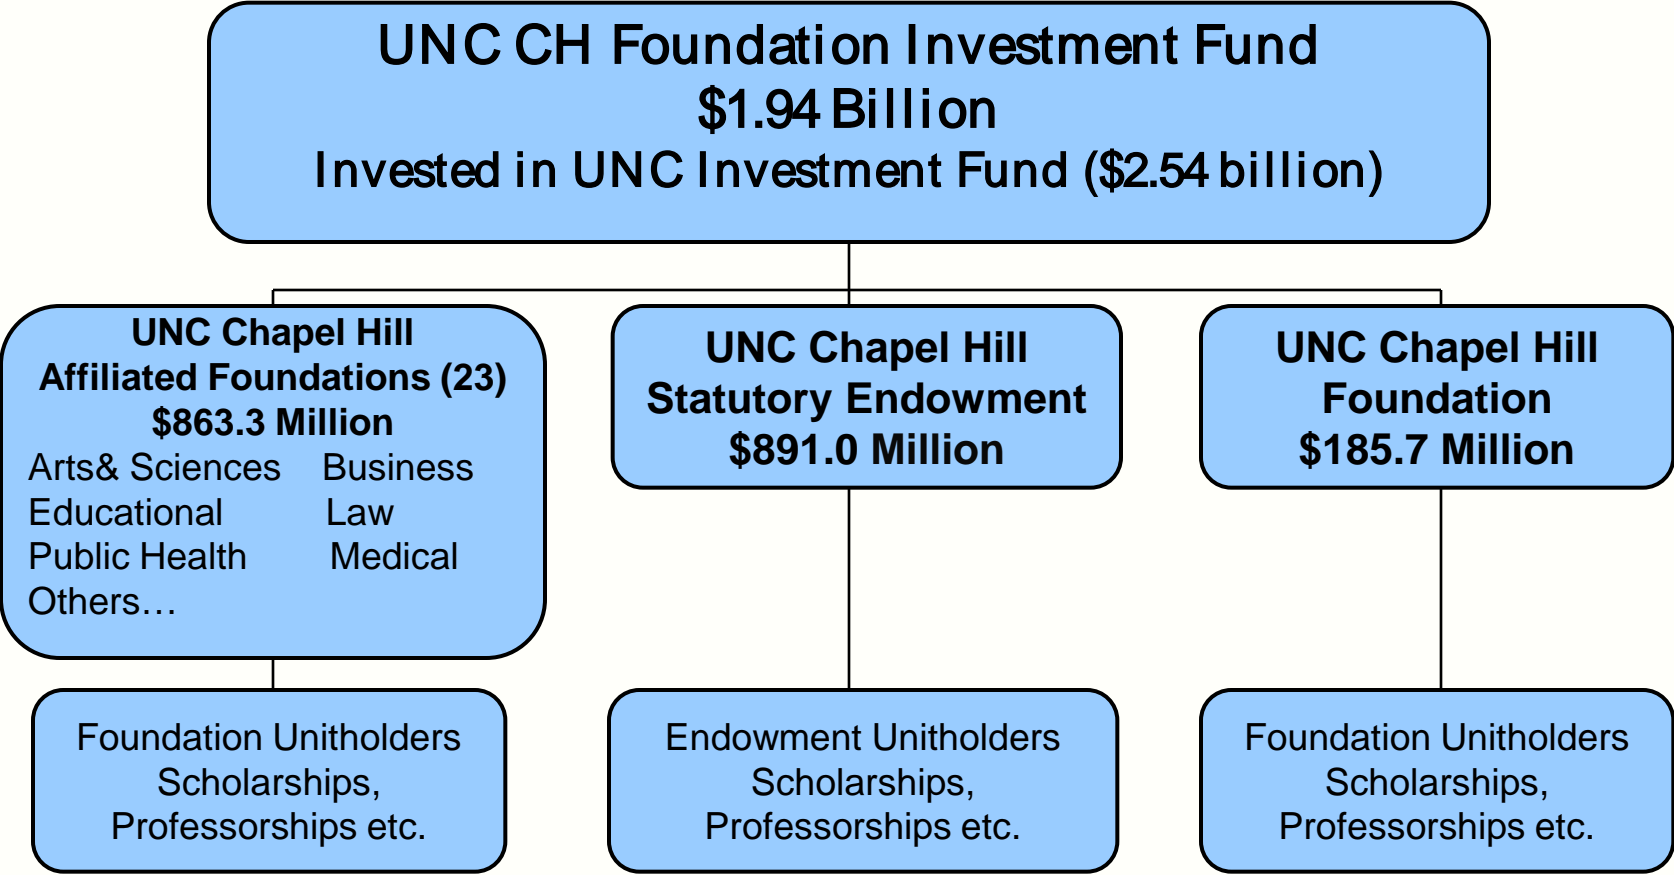 UNC CH Foundation Investment Fund
$1.94 Billion
Invested in UNC Investment Fund ($2.54 billion)
UNC Chapel Hill
Affiliated Foundations (23)
$863.3 Million
Arts& Sciences Business
Educational Law
Public Health Medical
Others…
UNC Chapel Hill
Statutory Endowment
$891.0 Million
UNC Chapel Hill
Foundation
$185.7 Million
Foundation Unitholders
Scholarships,
Professorships etc.
Endowment Unitholders
Scholarships,
Professorships etc.
Foundation Unitholders
Scholarships,
Professorships etc.